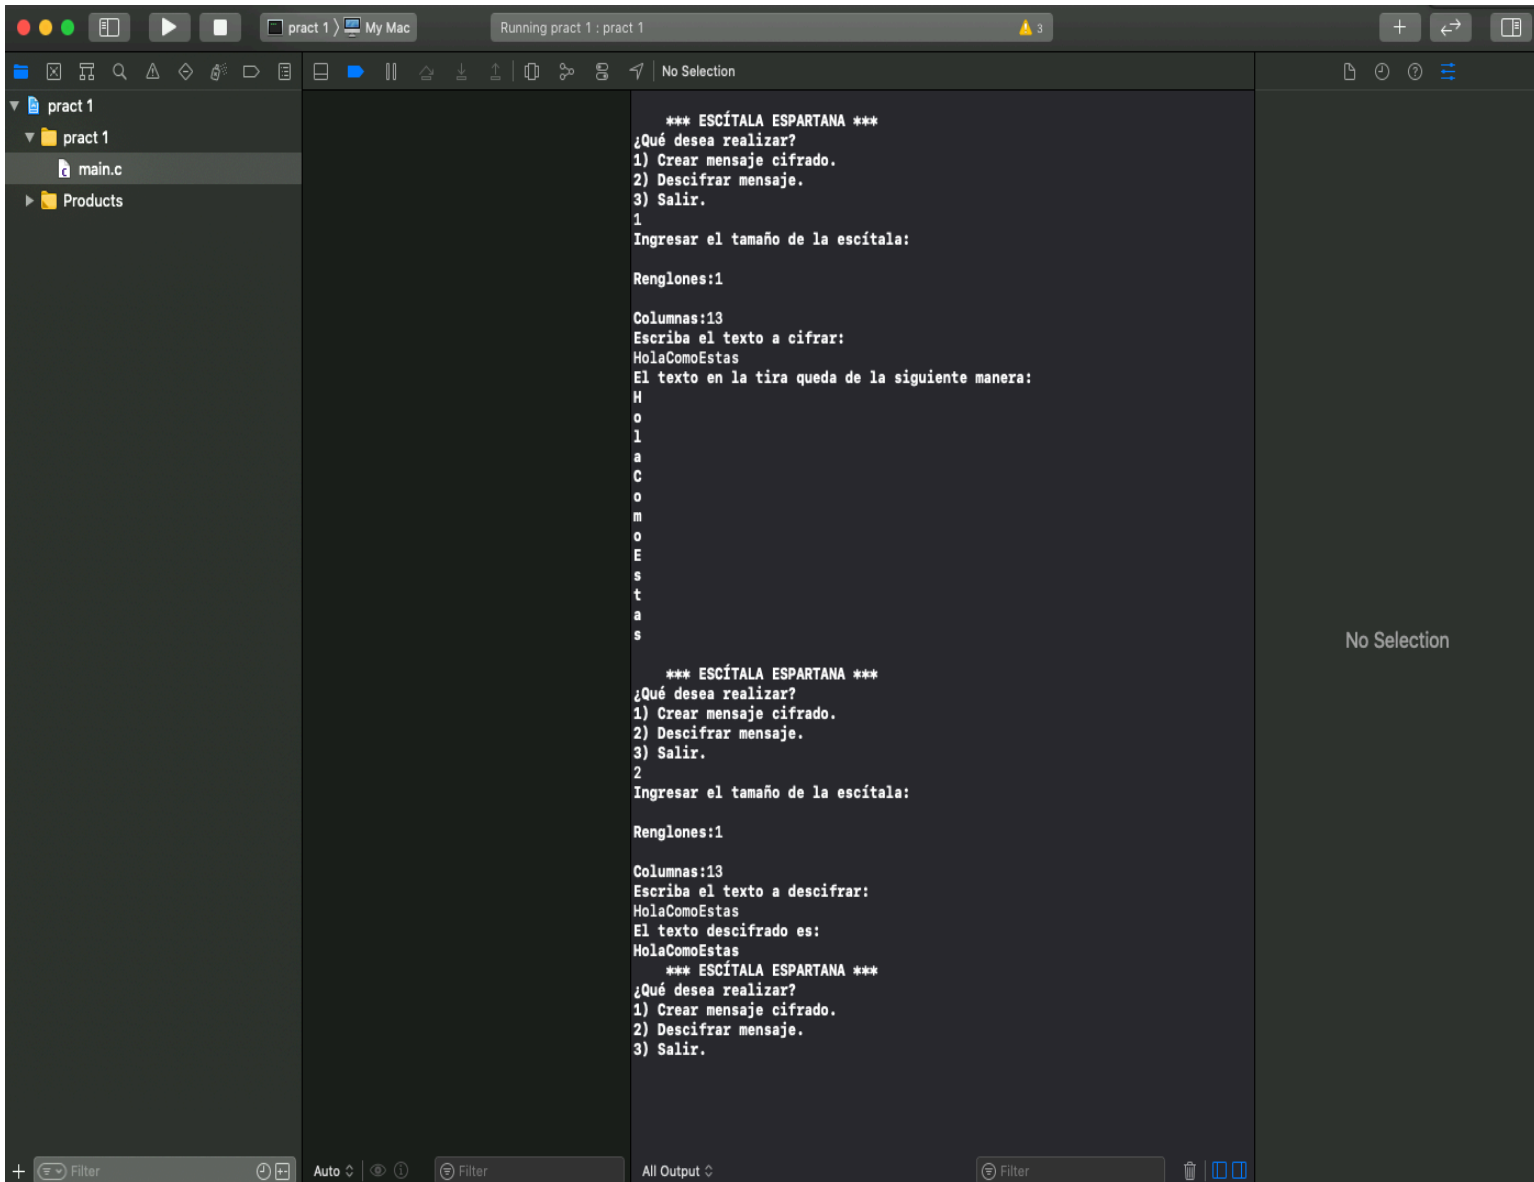 pract 1 〉 My Mac
Running pract 1 : pract 1
3
No Selection
pract 1
pract 1
main.c
Products
*** ESCÍTALA ESPARTANA ***
¿Qué desea realizar?
1) Crear mensaje cifrado.
2) Descifrar mensaje.
3) Salir.
1
Ingresar el tamaño de la escítala:
Renglones:1
Columnas:13
Escriba el texto a cifrar:
HolaComoEstas
El texto en la tira queda de la siguiente manera:
H
o
l
a
C
o
m
o
E
s
t
a
s
*** ESCÍTALA ESPARTANA ***
¿Qué desea realizar?
1) Crear mensaje cifrado.
2) Descifrar mensaje.
3) Salir.
2
Ingresar el tamaño de la escítala:
Renglones:1
Columnas:13
Escriba el texto a descifrar:
HolaComoEstas
El texto descifrado es:
HolaComoEstas
*** ESCÍTALA ESPARTANA ***
¿Qué desea realizar?
1) Crear mensaje cifrado.
2) Descifrar mensaje.
3) Salir.
No Selection
Filter
Auto
Filter
All Output
Filter